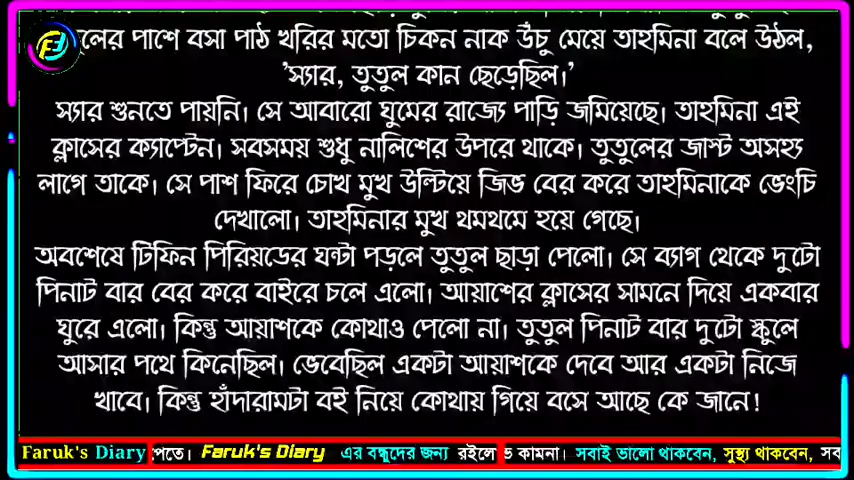 লের পাশে বসা পাঠ খরির মতো চিকন নাক উঁচু মেয়ে তাহমিনা বলে উঠল,
'স্যার, তুতুল কান ছেড়েছিল।'
স্যার শুনতে পায়নি। সে আবারো ঘুমের রাজ্যে পাড়ি জমিয়েছে। তাহমিনা এই
ক্লাসের ক্যাপ্টেন। সবসময় শুধু নালিশের উপরে থাকে। তুতুলের জাস্ট অসহ্য
লাগে তাকে। সে পাশ ফিরে চোখ মুখ উল্টিয়ে জিভ বের করে তাহমিনাকে ভেংচি
দেখালো। তাহমিনার মুখ থমথমে হয়ে গেছে।
অবশেষে টিফিন পিরিয়ডের ঘন্টা পড়লে তুতুল ছাড়া পেলো। সে ব্যাগ থেকে দুটো
পিনাট বার বের করে বাইরে চলে এলো। আয়াশের ক্লাসের সামনে দিয়ে একবার
ঘুরে এলো। কিন্তু আয়াশকে কোথাও পেলো না। তুতুল পিনাট বার দুটো স্কুলে
আসার পথে কিনেছিল। ভেবেছিল একটা আয়াশকে দেবে আর একটা নিজে
খাবে। কিন্তু হাঁদারামটা বই নিয়ে কোথায় গিয়ে বসে আছে কে জানে!
Faruk's Diary পেতে। Faruk's Diary এর বন্ধুদের জন্য রইলো ভ কামনা। সবাই ভালো থাকবেন, সুস্থ্য থাকবেন, সব